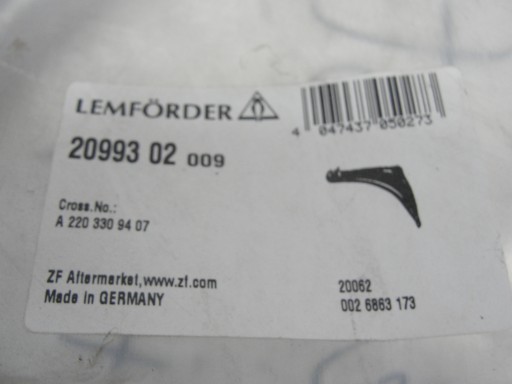 LEMFÖRDER
4 047437 050273
20993 02 009
Cross.No.:
A 220 330 94 07
ZF Aftermarket,www.zf.com
Made in GERMANY
20062
002 6863 173